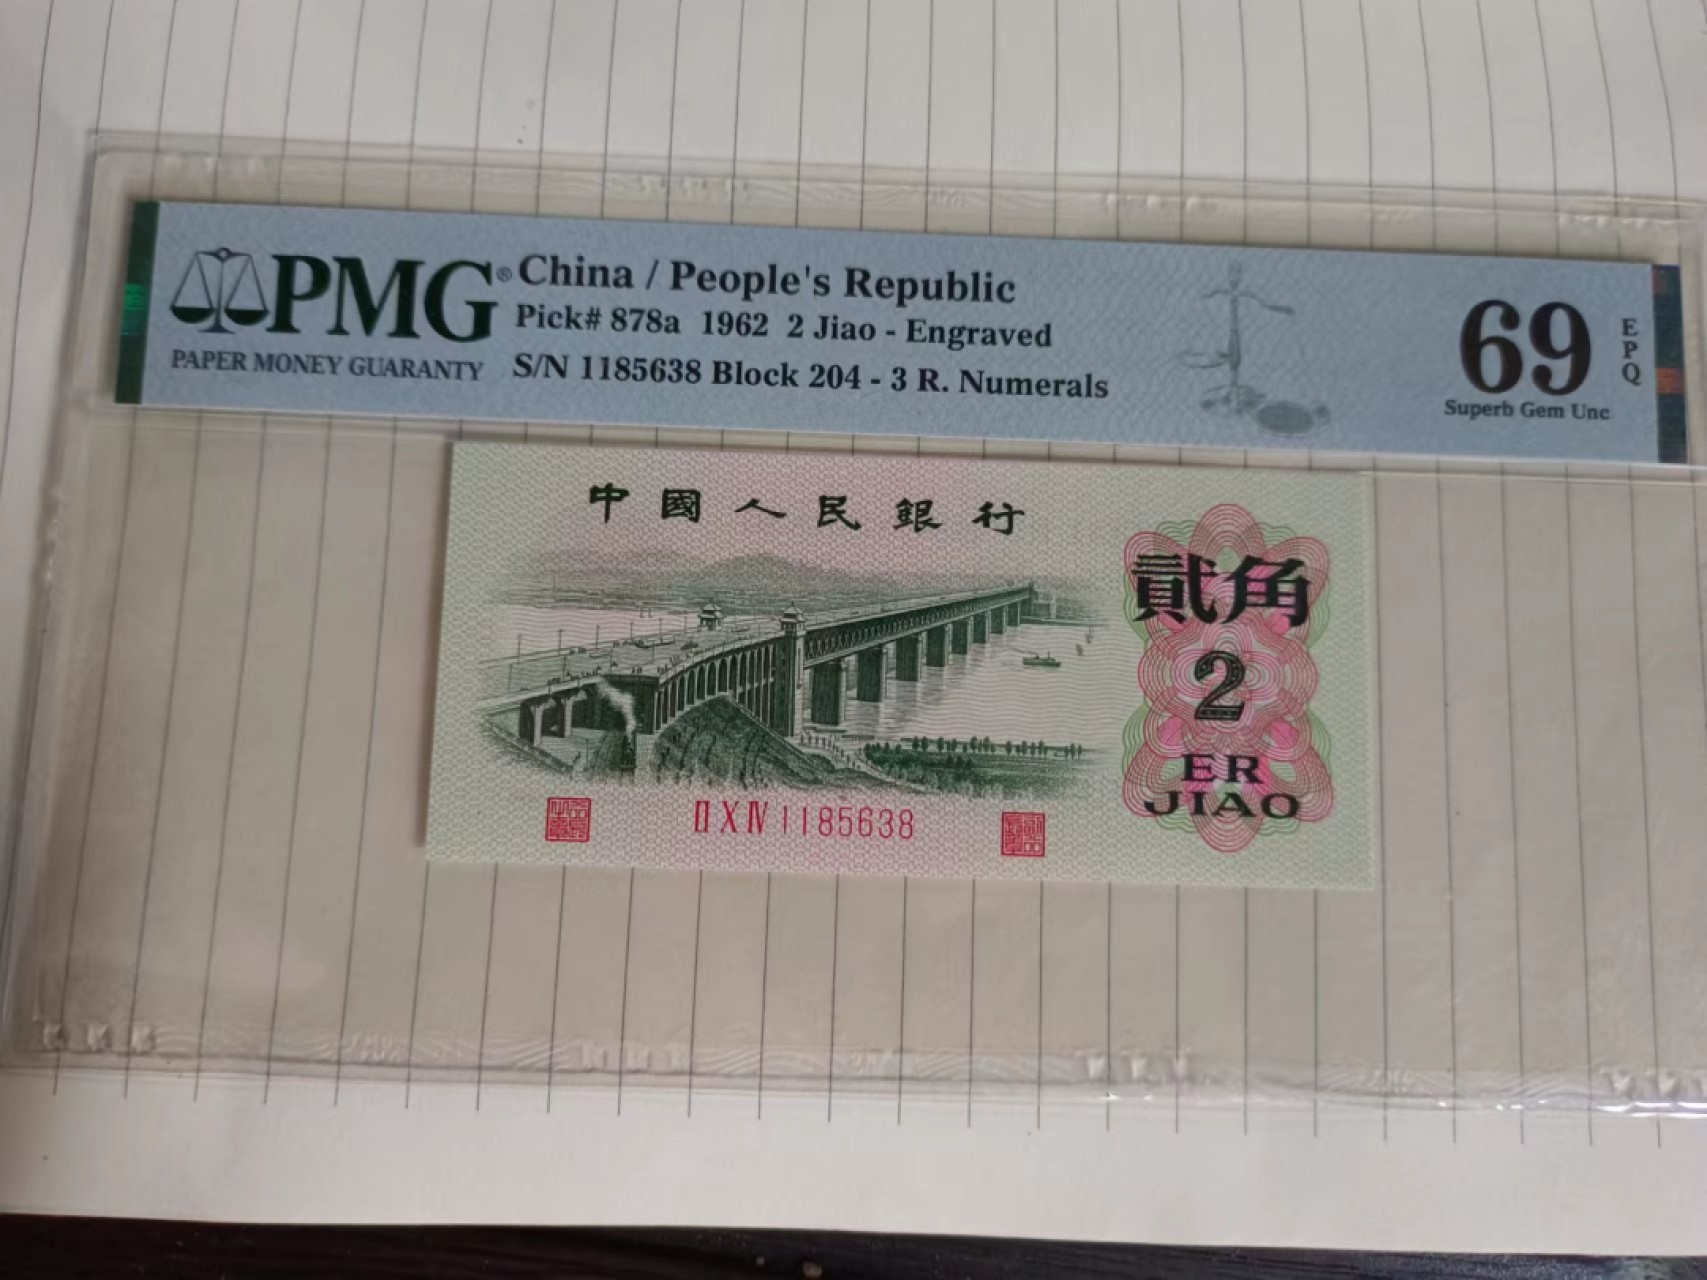 PMG®
PAPER MONEY GUARANTY
China / People's Republic
Pick# 878a 1962 2 Jiao - Engraved
S/N 1185638 Block 204 - 3 R. Numerals
69
EPQ
Superb Gem Unc
中國人民銀行
貳角
2
ER
JIAO
ⅡⅩⅣ 1185638